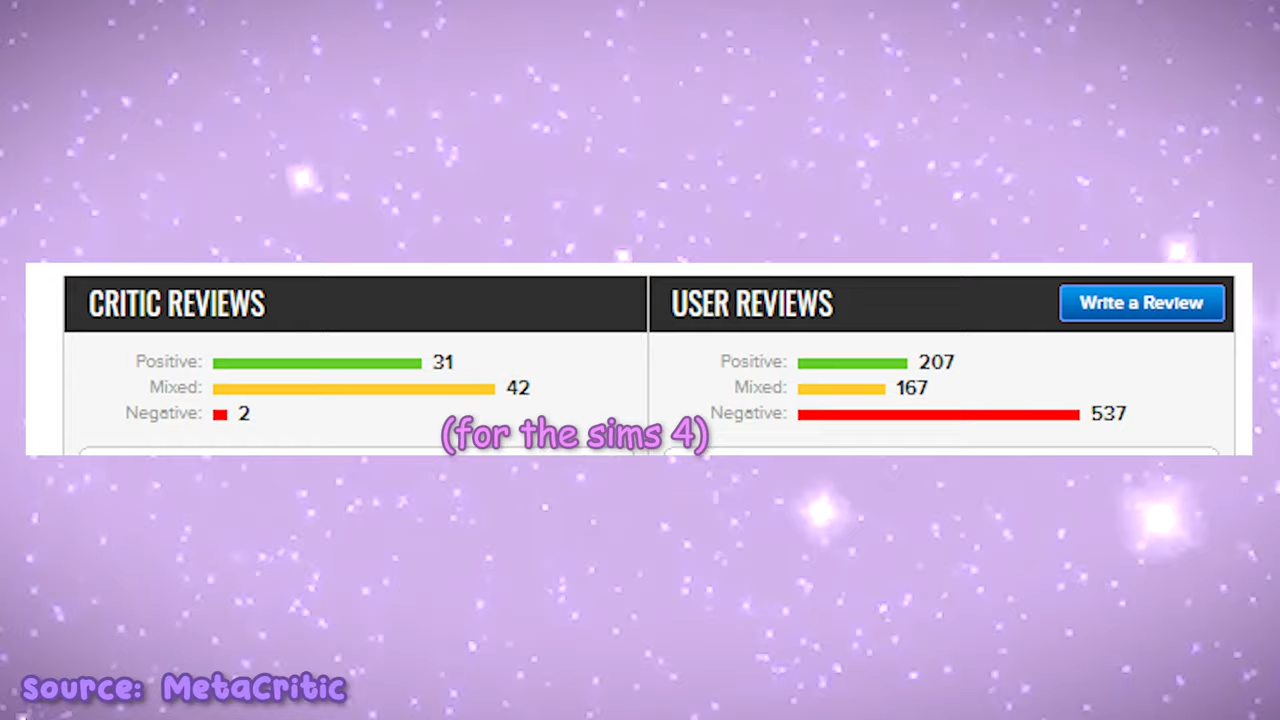 CRITIC REVIEWS
Positive: 31
Mixed: 42
Negative: 2
USER REVIEWS
Write a Review
Positive: 207
Mixed: 167
Negative: 537
(for the sims 4)
Source: MetaCritic